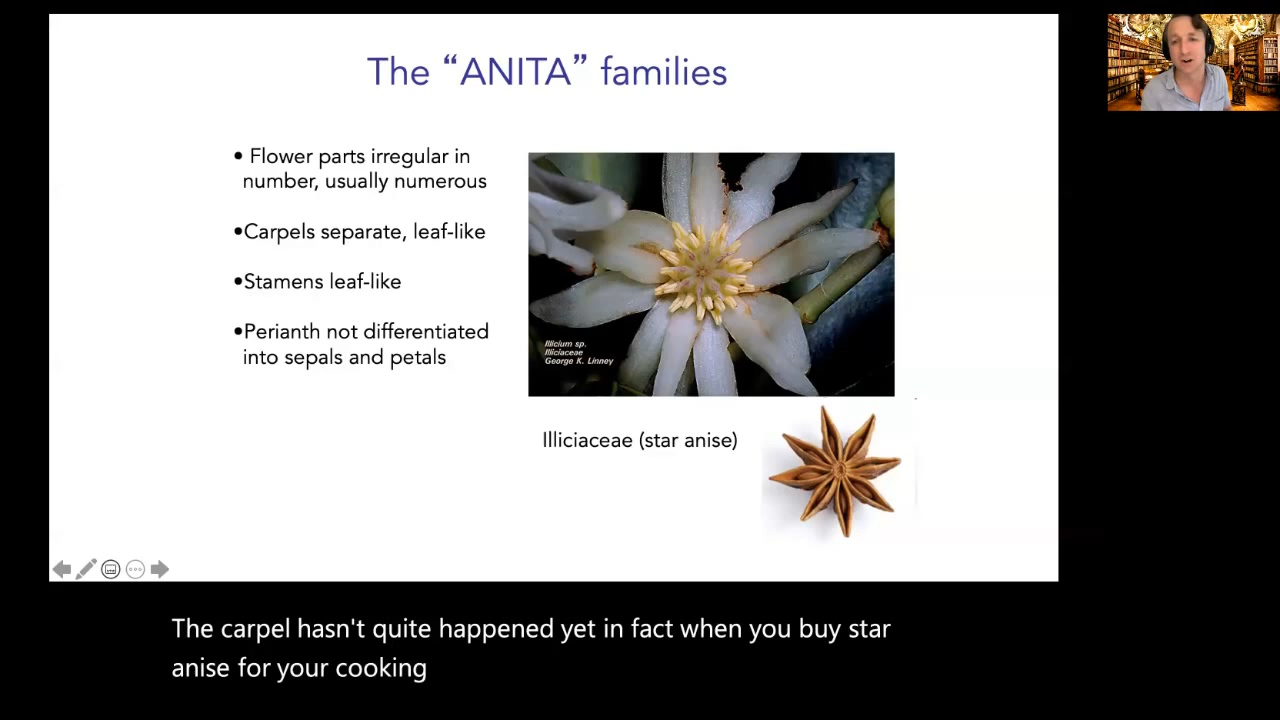 The “ANITA” families
• Flower parts irregular in
number, usually numerous
•Carpels separate, leaf-like
•Stamens leaf-like
•Perianth not differentiated
into sepals and petals
Illicium sp.
Illiciaceae
George K. Linney
Illiciaceae (star anise)
The carpel hasn't quite happened yet in fact when you buy star
anise for your cooking